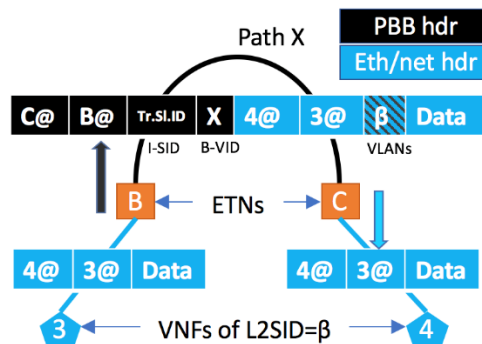 PBB hdr
Path X
Eth/net hdr
C@ B@ Tr.Sl.ID X 4@ 3@ β Data
I-SID B-VID VLANs
B ETNs C
4@ 3@ Data 4@ 3@ Data
3 VNFs of L2SID=β 4